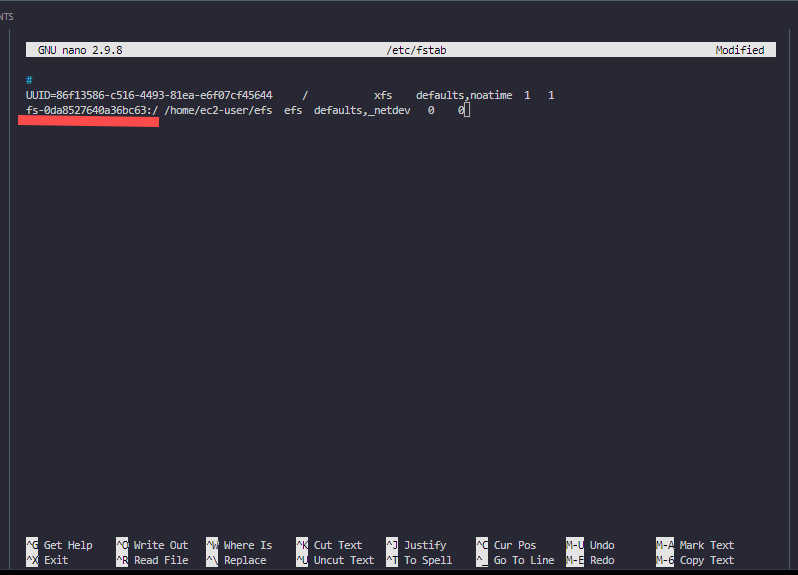 NTS
GNU nano 2.9.8 /etc/fstab Modified
#
UUID=86f13586-c516-4493-81ea-e6f07cf45644 / xfs defaults,noatime 1 1
fs-0da8527640a36bc63:/ /home/ec2-user/efs efs defaults,_netdev 0 0
^G Get Help ^O Write Out ^W Where Is ^K Cut Text ^J Justify ^C Cur Pos M-U Undo M-A Mark Text
^X Exit ^R Read File ^\ Replace ^U Uncut Text ^T To Spell ^_ Go To Line M-E Redo M-6 Copy Text